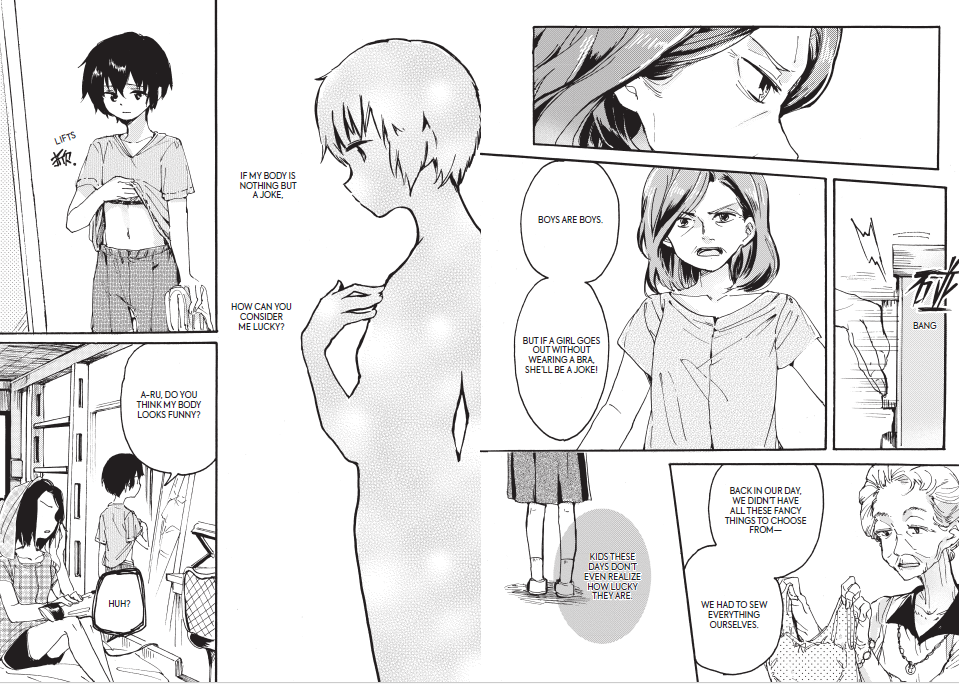 BOYS ARE BOYS.
BUT IF A GIRL GOES
OUT WITHOUT
WEARING A BRA,
SHE'LL BE A JOKE!
BANG
BACK IN OUR DAY,
WE DIDN'T HAVE
ALL THESE FANCY
THINGS TO CHOOSE
FROM—
WE HAD TO SEW
EVERYTHING
OURSELVES.
KIDS THESE
DAYS DON'T
EVEN REALIZE
HOW LUCKY
THEY ARE.
IF MY BODY IS
NOTHING BUT
A JOKE,
HOW CAN YOU
CONSIDER
ME LUCKY?
LIFTS
A-RU, DO YOU
THINK MY BODY
LOOKS FUNNY?
HUH?